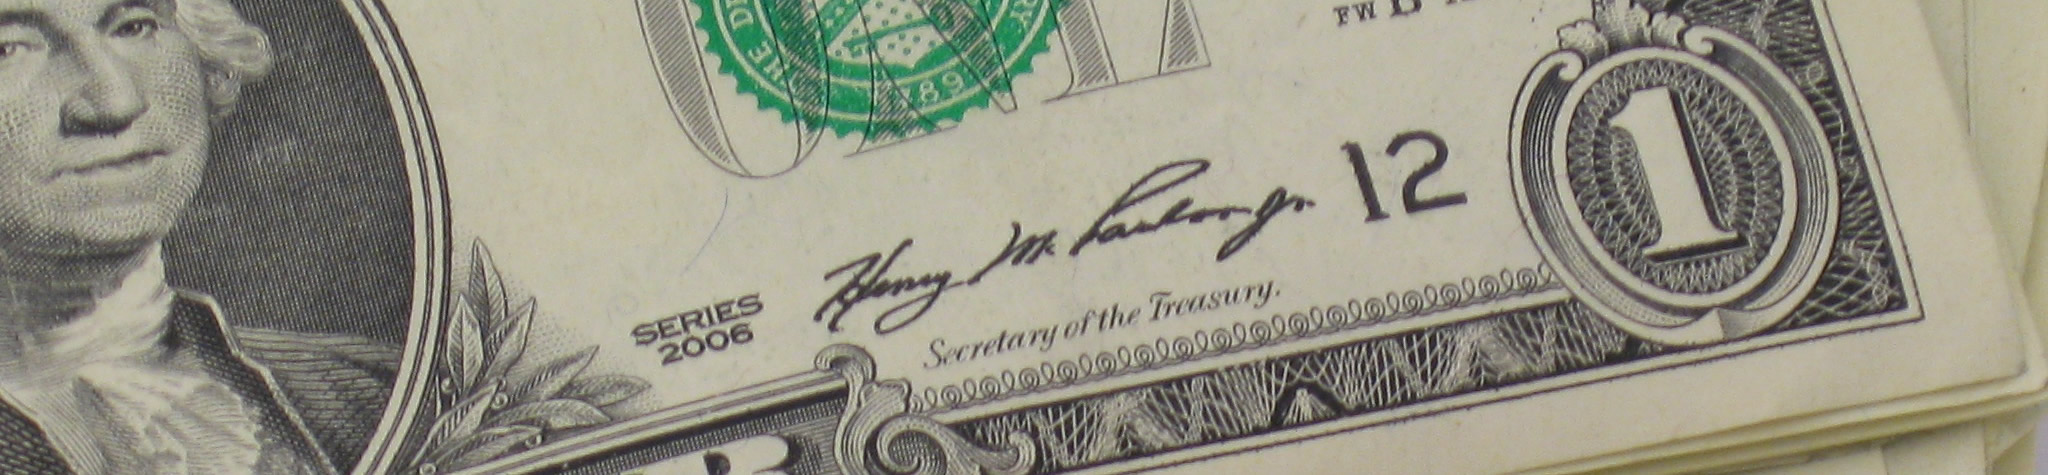 FW B
1
12
Henry M. Paulson Jr.
Secretary of the Treasury.
SERIES
2006